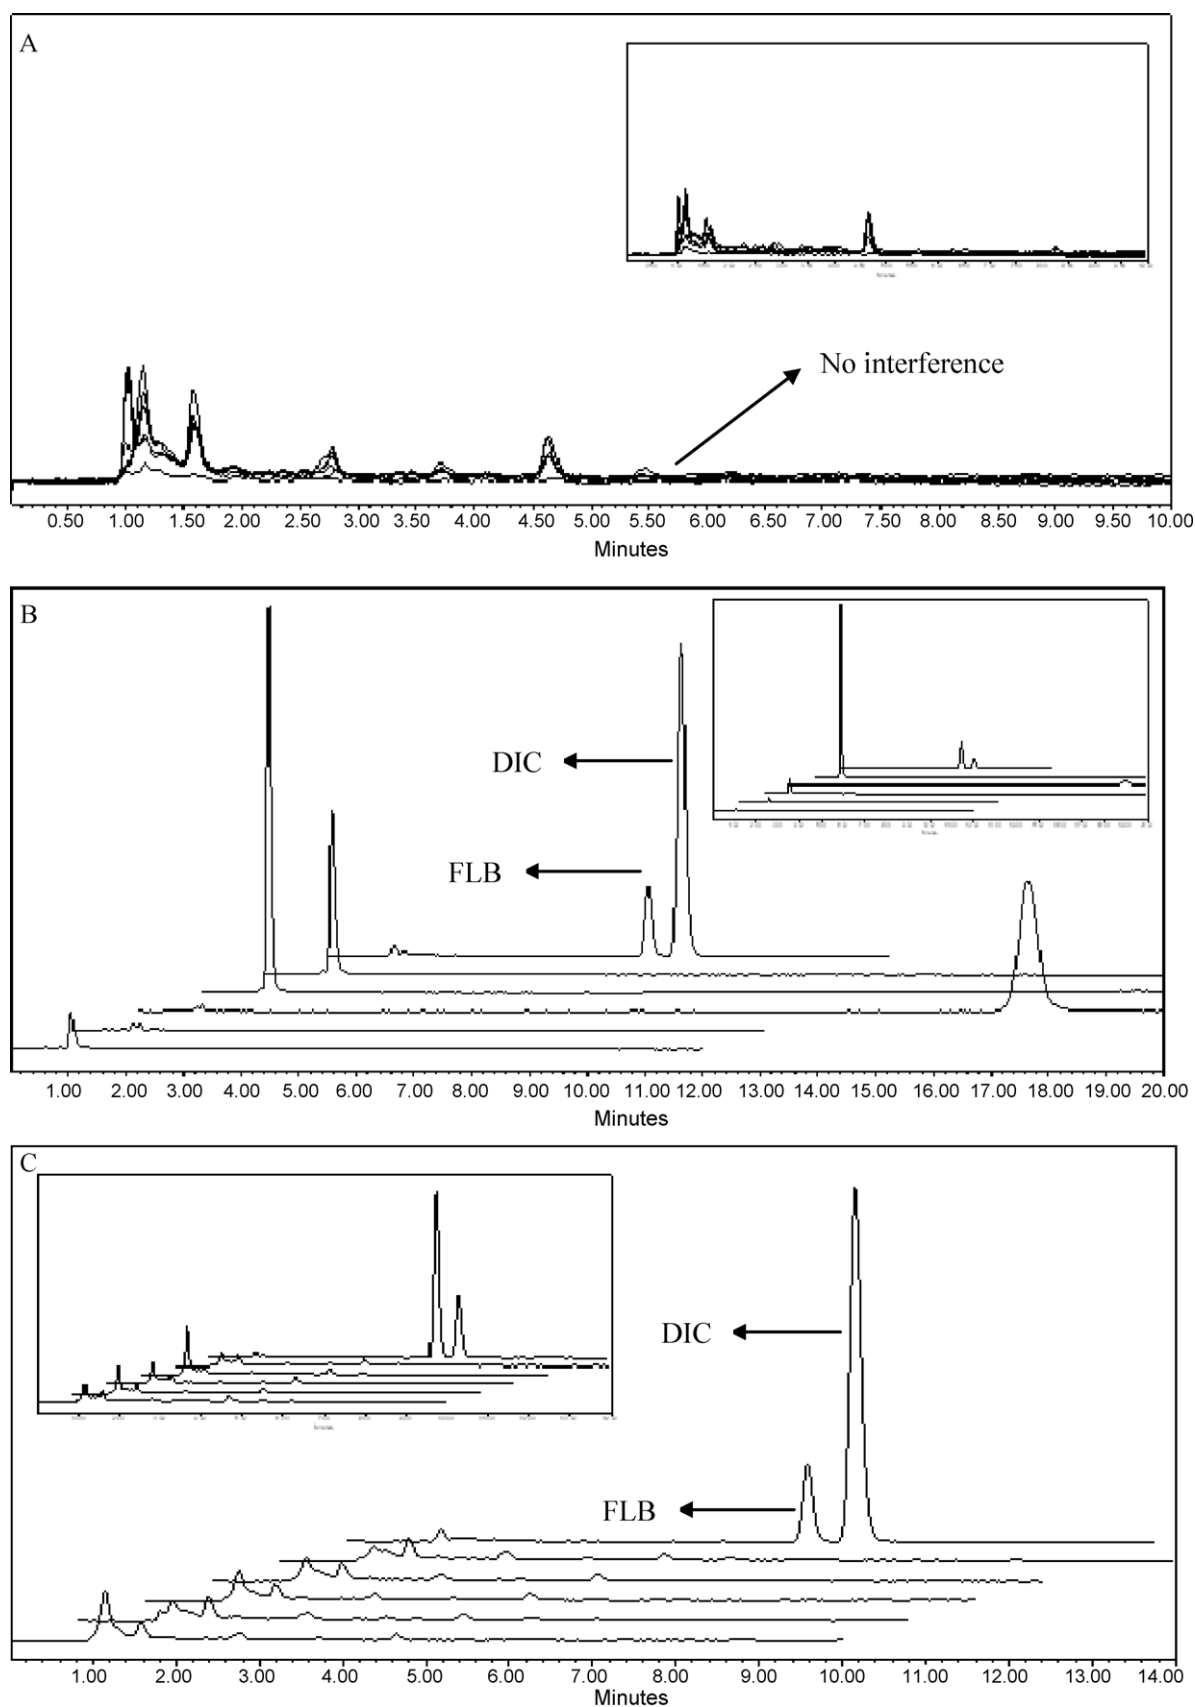 A
No interference
0.50 1.00 1.50 2.00 2.50 3.00 3.50 4.00 4.50 5.00 5.50 6.00 6.50 7.00 7.50 8.00 8.50 9.00 9.50 10.00
Minutes
B
DIC
FLB
1.00 2.00 3.00 4.00 5.00 6.00 7.00 8.00 9.00 10.00 11.00 12.00 13.00 14.00 15.00 16.00 17.00 18.00 19.00 20.00
Minutes
C
DIC
FLB
1.00 2.00 3.00 4.00 5.00 6.00 7.00 8.00 9.00 10.00 11.00 12.00 13.00 14.00
Minutes